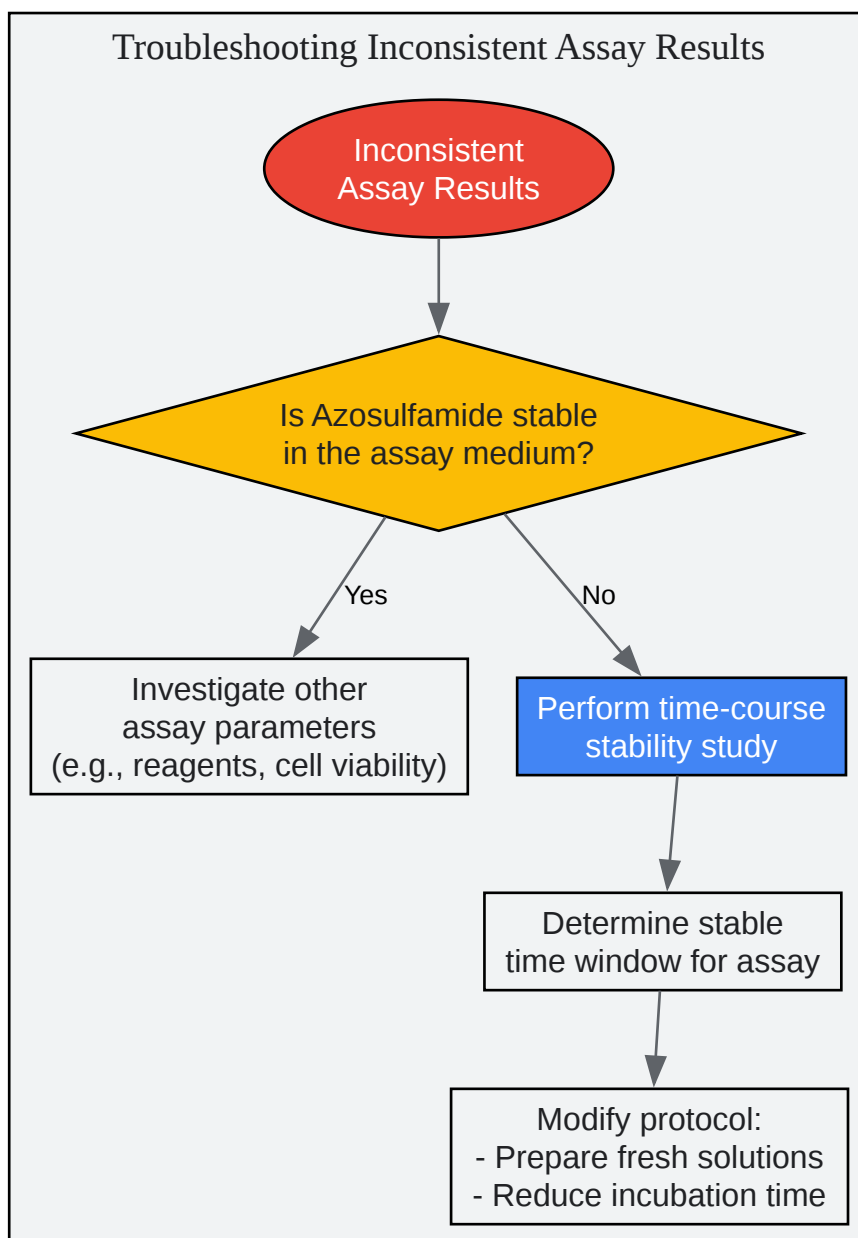 Troubleshooting Inconsistent Assay Results
Inconsistent
Assay Results
Is Azosulfamide stable
in the assay medium?
Yes
No
Investigate other
assay parameters
(e.g., reagents, cell viability)
Perform time-course
stability study
Determine stable
time window for assay
Modify protocol:
- Prepare fresh solutions
- Reduce incubation time